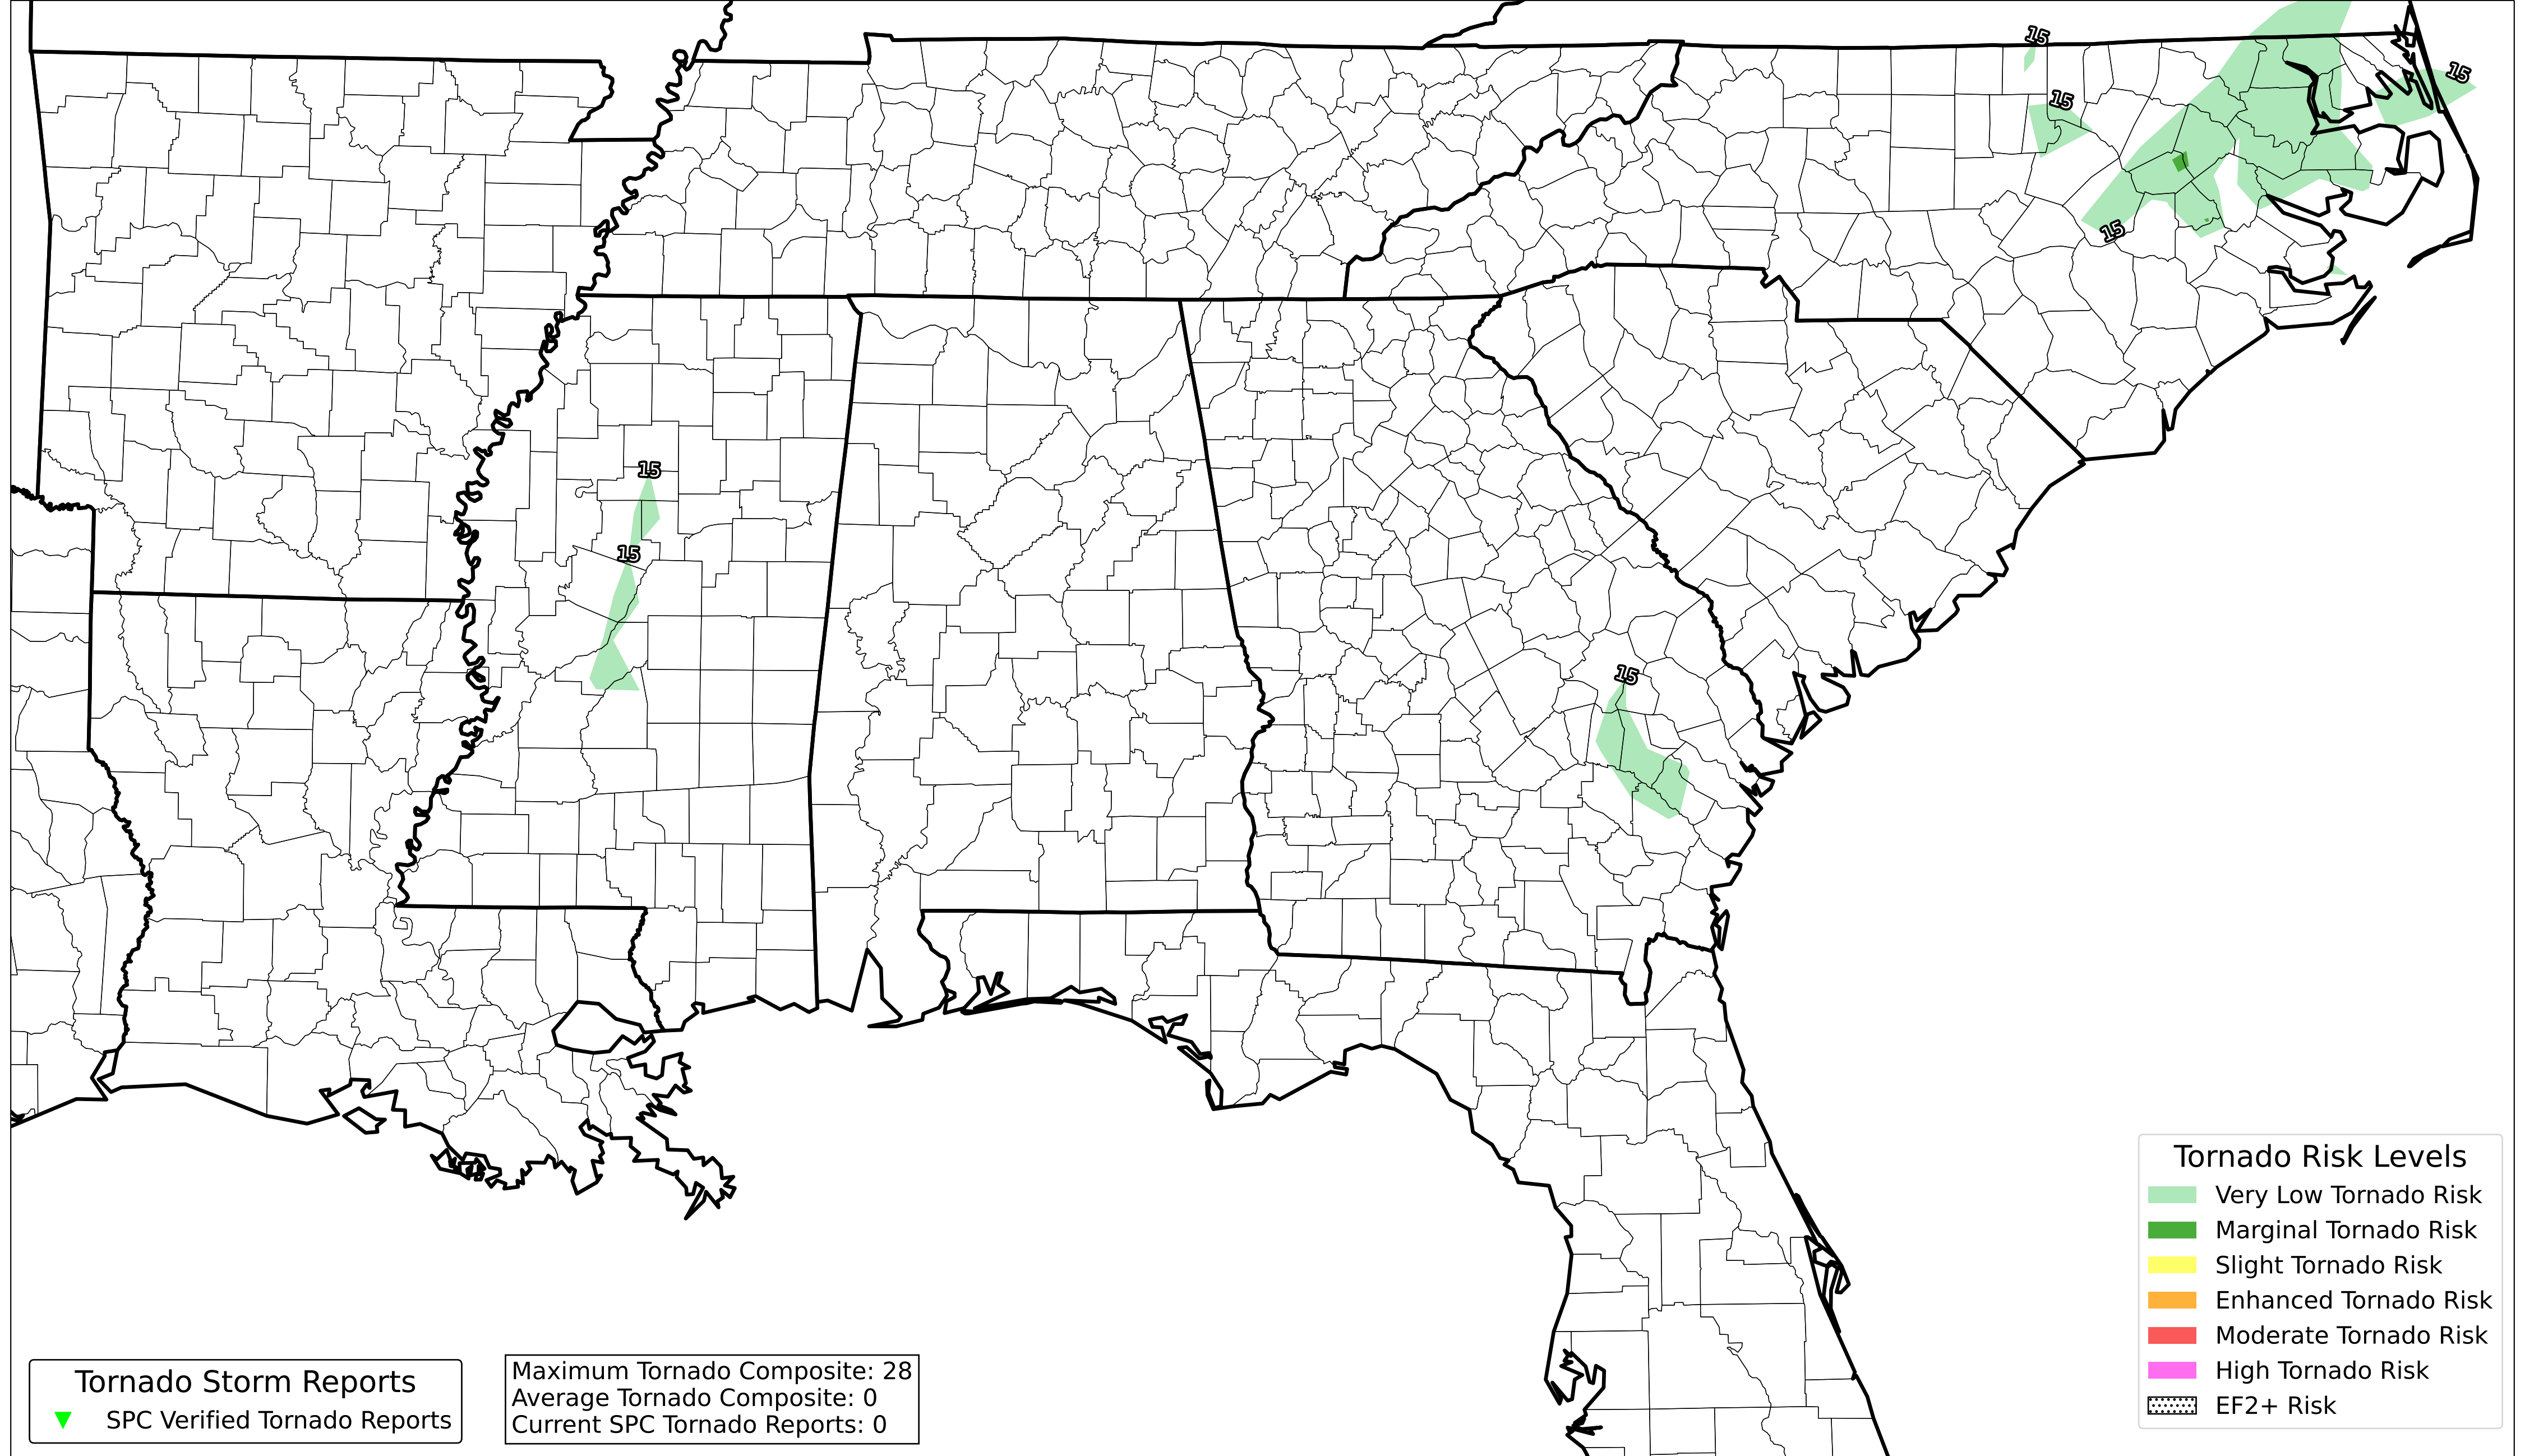 15
15
15
15
15
15
15
Tornado Risk Levels
Very Low Tornado Risk
Marginal Tornado Risk
Slight Tornado Risk
Enhanced Tornado Risk
Moderate Tornado Risk
High Tornado Risk
EF2+ Risk
Tornado Storm Reports
SPC Verified Tornado Reports
Maximum Tornado Composite: 28
Average Tornado Composite: 0
Current SPC Tornado Reports: 0